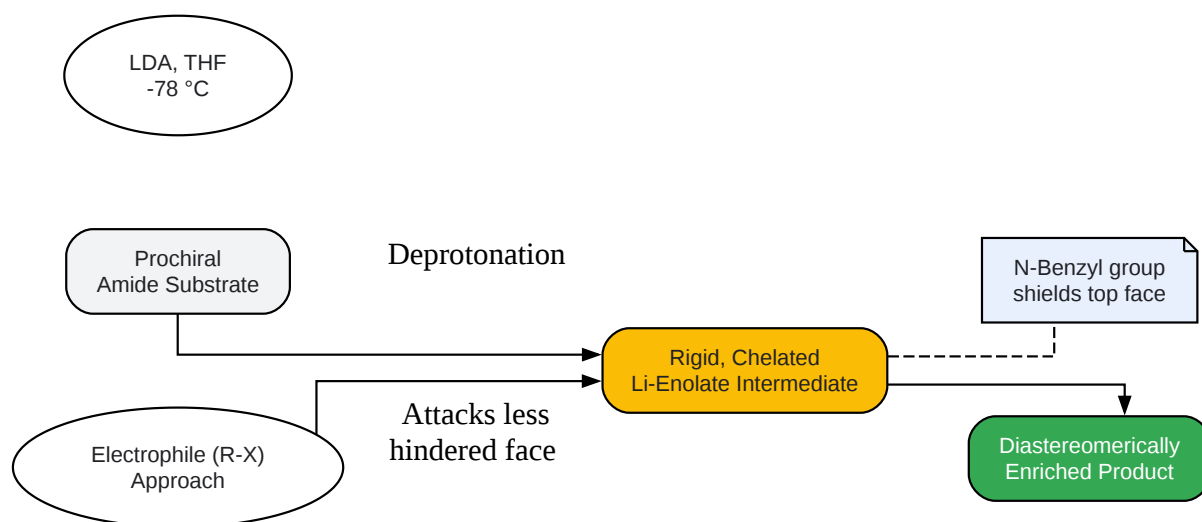 LDA, THF
-78 °C
Prochiral
Amide Substrate
Deprotonation
N-Benzyl group
shields top face
Rigid, Chelated
Li-Enolate Intermediate
Attacks less
hindered face
Electrophile (R-X)
Approach
Diastereomerically
Enriched Product